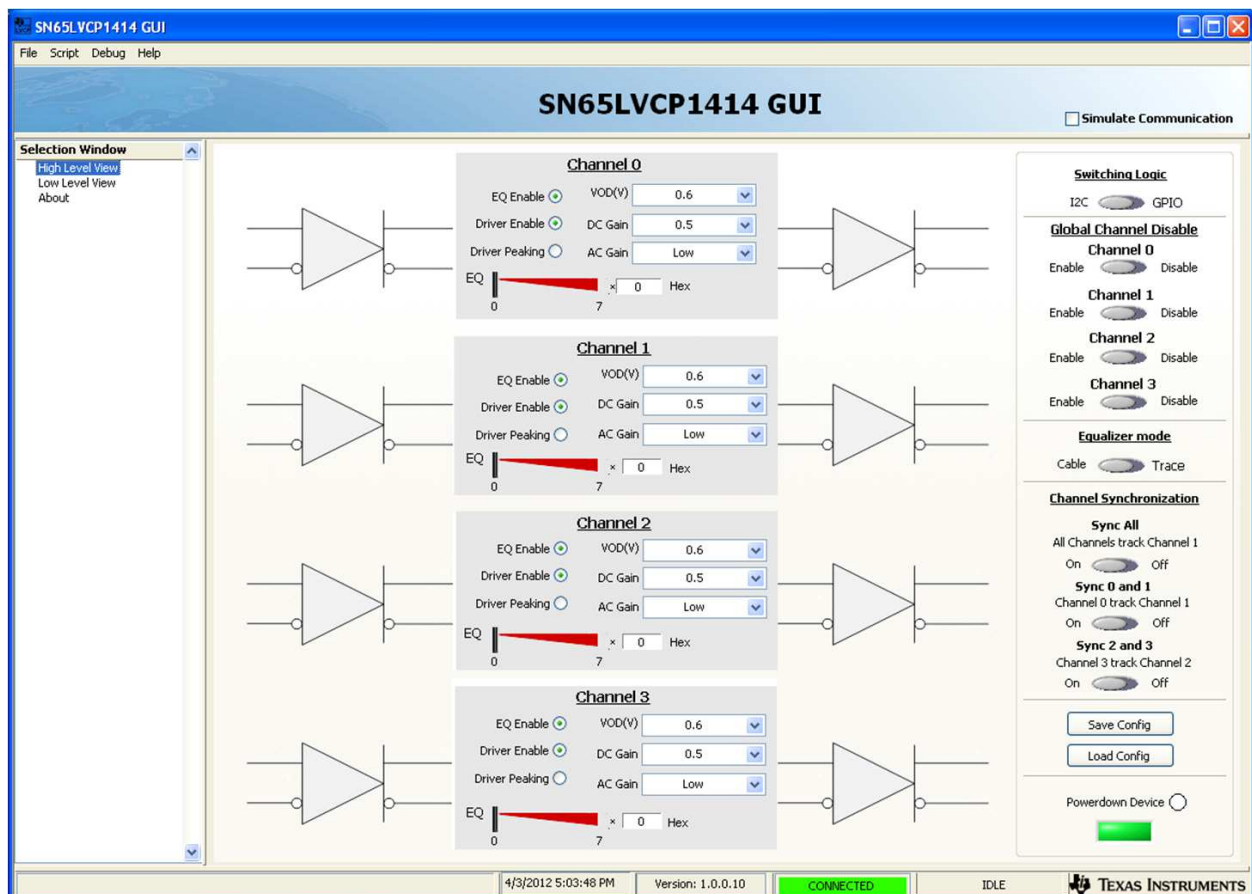 SN65LVCP1414 GUI
File Script Debug Help
SN65LVCP1414 GUI
Simulate Communication
Selection Window
High Level View
Low Level View
About
Channel 0
EQ Enable VOD(V) 0.6
Driver Enable DC Gain 0.5
Driver Peaking AC Gain Low
EQ x 0 Hex
0 7
Channel 1
EQ Enable VOD(V) 0.6
Driver Enable DC Gain 0.5
Driver Peaking AC Gain Low
EQ x 0 Hex
0 7
Channel 2
EQ Enable VOD(V) 0.6
Driver Enable DC Gain 0.5
Driver Peaking AC Gain Low
EQ x 0 Hex
0 7
Channel 3
EQ Enable VOD(V) 0.6
Driver Enable DC Gain 0.5
Driver Peaking AC Gain Low
EQ x 0 Hex
0 7
Switching Logic
I2C GPIO
Global Channel Disable
Channel 0
Enable Disable
Channel 1
Enable Disable
Channel 2
Enable Disable
Channel 3
Enable Disable
Equalizer mode
Cable Trace
Channel Synchronization
Sync All
All Channels track Channel 1
On Off
Sync 0 and 1
Channel 0 track Channel 1
On Off
Sync 2 and 3
Channel 3 track Channel 2
On Off
Save Config
Load Config
Powerdown Device
4/3/2012 5:03:48 PM Version: 1.0.0.10 CONNECTED IDLE TEXAS INSTRUMENTS